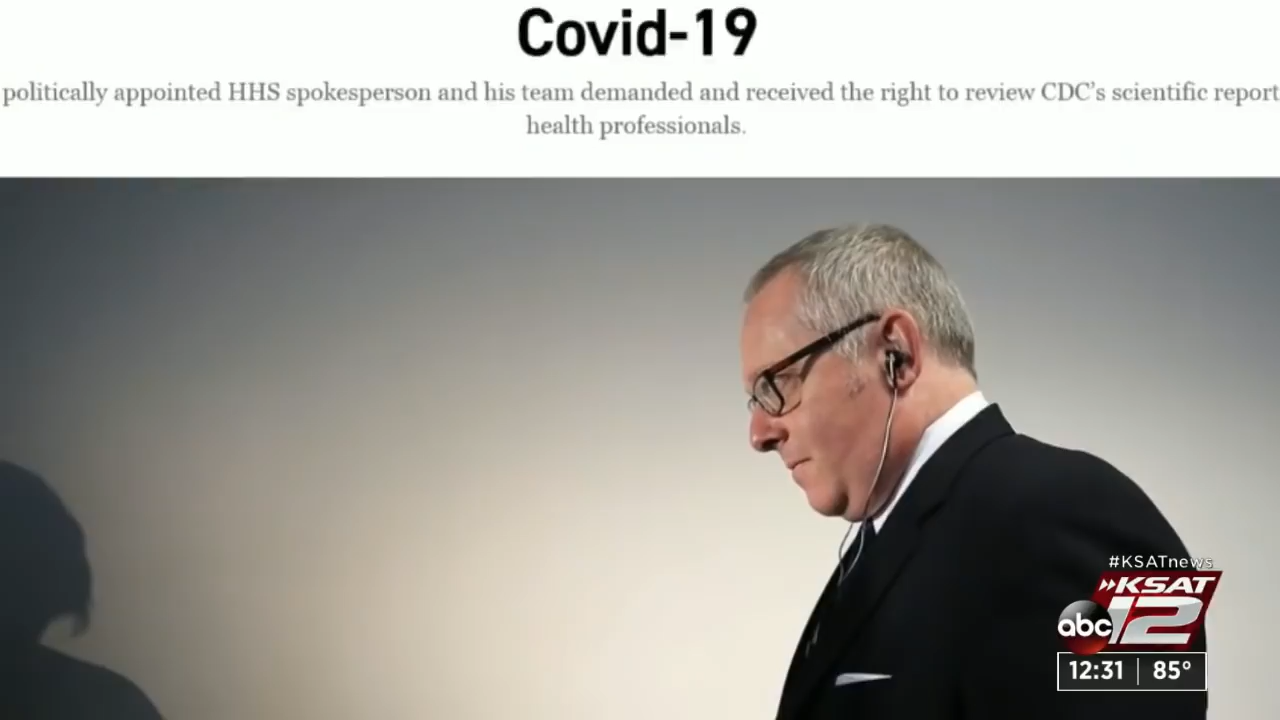 Covid-19
politically appointed HHS spokesperson and his team demanded and received the right to review CDC's scientific report
health professionals.
#KSATnews
KSAT
abc 12
12:31 85°